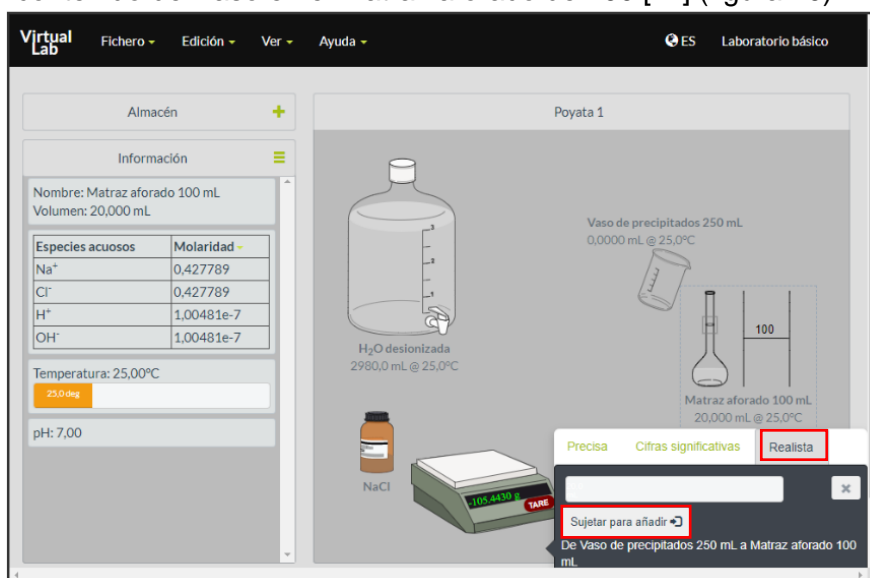 Virtual Lab
Fichero
Edición
Ver
Ayuda
ES
Laboratorio básico
Almacén
Información
Nombre: Matraz aforado 100 mL
Volumen: 20,000 mL
Especies acuosos Molaridad
Na⁺ 0,427789
Cl⁻ 0,427789
H⁺ 1,00481e-7
OH⁻ 1,00481e-7
Temperatura: 25,00ºC
25,0 deg
pH: 7,00
Poyata 1
H₂O desionizada
2980,0 mL @ 25,0ºC
Vaso de precipitados 250 mL
0,0000 mL @ 25,0ºC
100
Matraz aforado 100 mL
20,000 mL @ 25,0ºC
NaCl
-105.4430 g
TARE
Precisa
Cifras significativas
Realista
Sujetar para añadir
De Vaso de precipitados 250 mL a Matraz aforado 100
mL